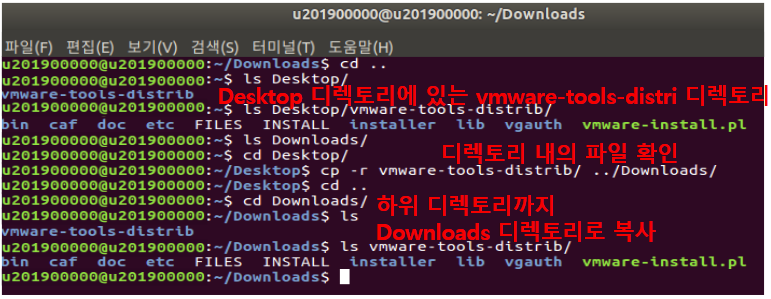 u201900000@u201900000: ~/Downloads
파일(F) 편집(E) 보기(V) 검색(S) 터미널(T) 도움말(H)
u201900000@u201900000:~/Downloads$ cd ..
u201900000@u201900000:~$ ls Desktop/
vmware-tools-distrib
Desktop 디렉토리에 있는 vmware-tools-distri 디렉토리
u201900000@u201900000:~$ ls Desktop/vmware-tools-distrib/
bin caf doc etc FILES INSTALL installer lib vgauth vmware-install.pl
u201900000@u201900000:~$ ls Downloads/
u201900000@u201900000:~$ cd Desktop/
디렉토리 내의 파일 확인
u201900000@u201900000:~/Desktop$ cp -r vmware-tools-distrib/ ../Downloads/
u201900000@u201900000:~/Desktop$ cd ..
u201900000@u201900000:~$ cd Downloads/
하위 디렉토리까지
u201900000@u201900000:~/Downloads$ ls
vmware-tools-distrib
Downloads 디렉토리로 복사
u201900000@u201900000:~/Downloads$ ls vmware-tools-distrib/
bin caf doc etc FILES INSTALL installer lib vgauth vmware-install.pl
u201900000@u201900000:~/Downloads$